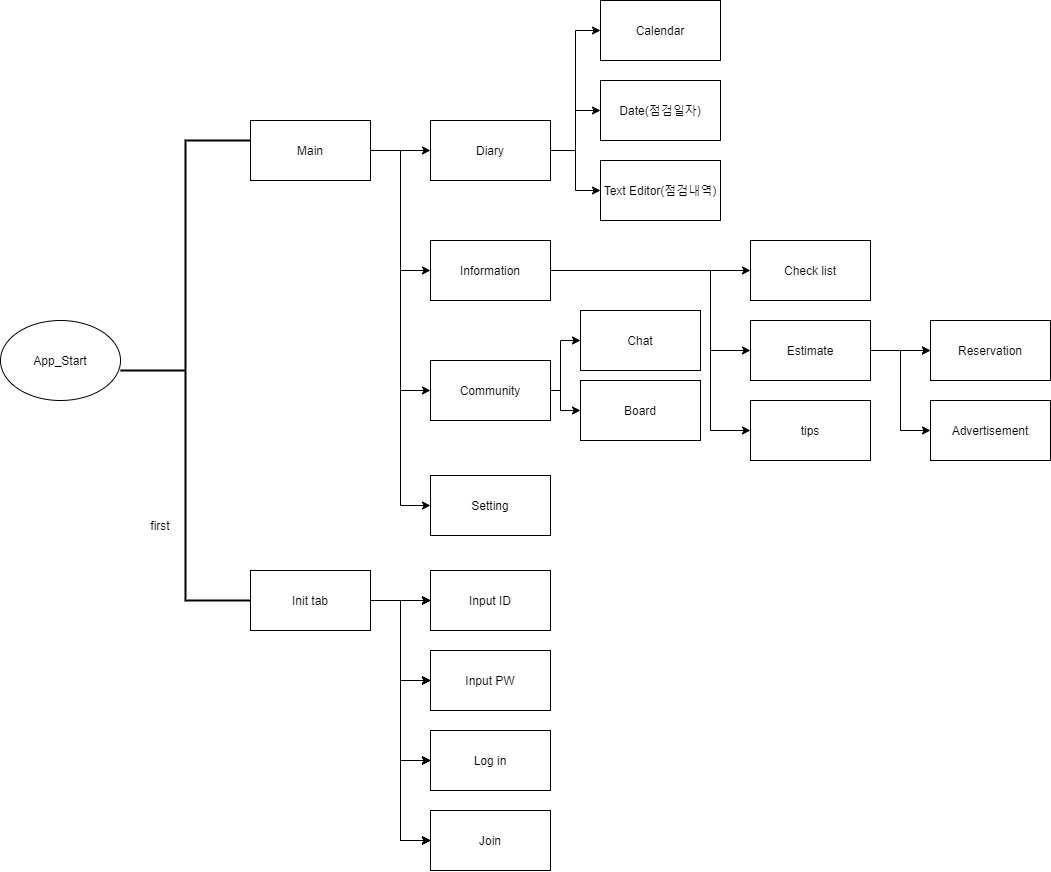 Calendar
Date(점검일자)
Main
Diary
Text Editor(점검내역)
Information
Check list
Chat
App_Start
Estimate
Reservation
Community
Board
tips
Advertisement
Setting
first
Init tab
Input ID
Input PW
Log in
Join